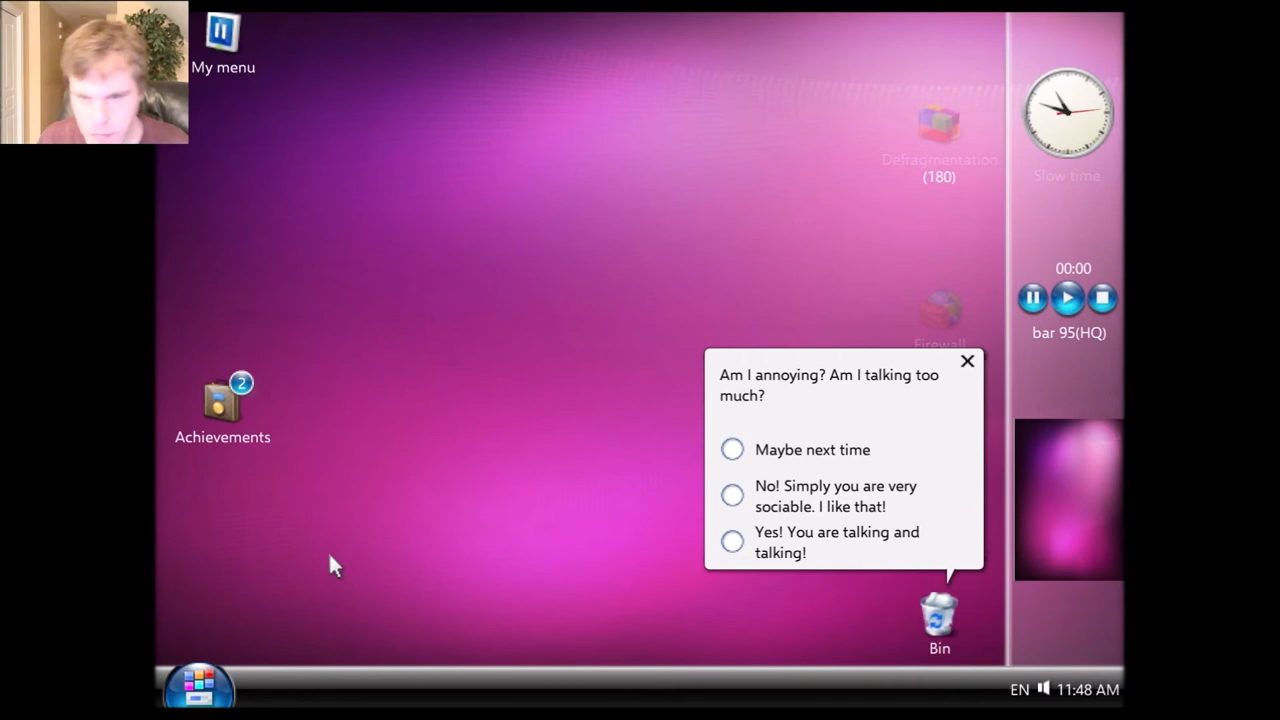 My menu
Defragmentation
(180)
Slow time
00:00
bar 95(HQ)
Firewall
Am I annoying? Am I talking too
much?
Maybe next time
No! Simply you are very
sociable. I like that!
Yes! You are talking and
talking!
2
Achievements
Bin
EN 11:48 AM